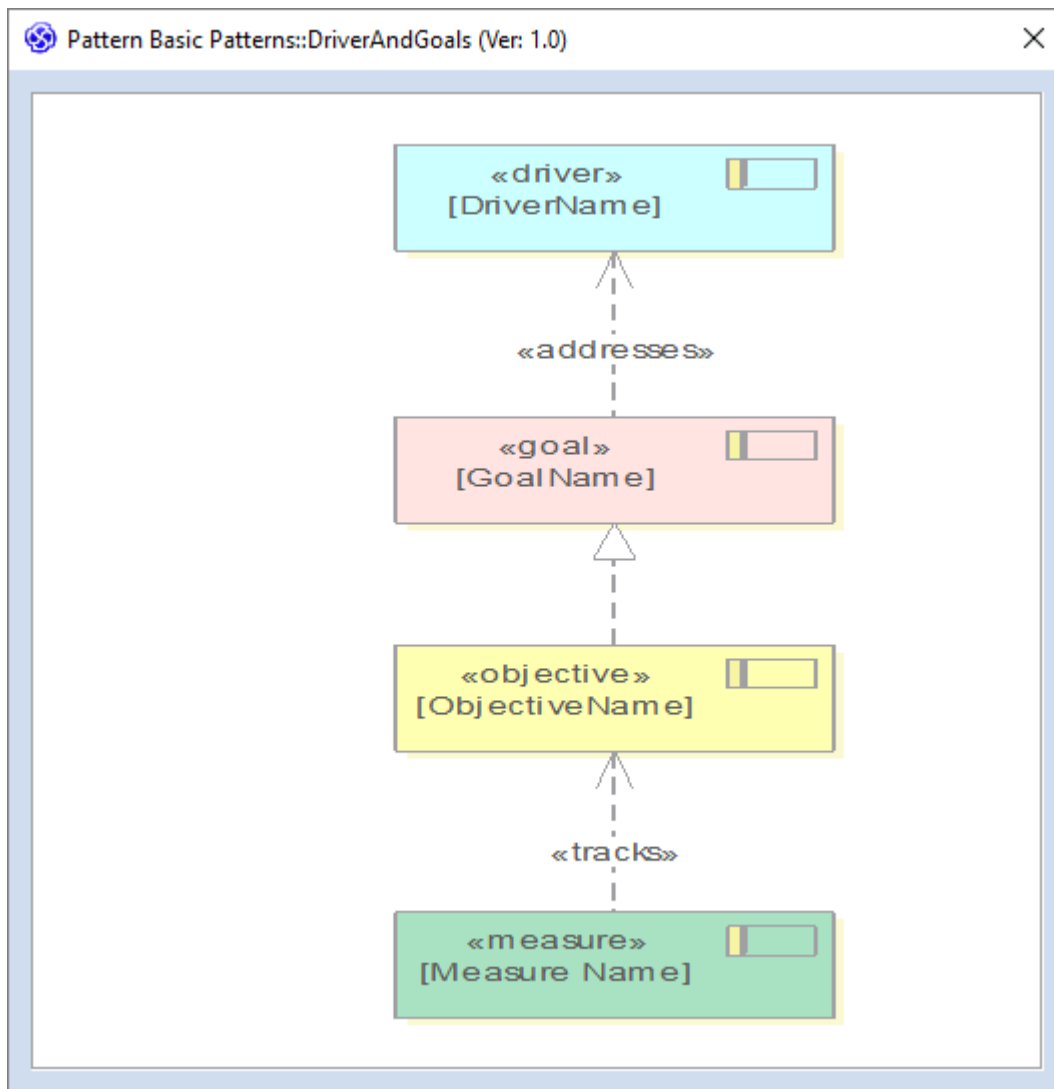 Pattern Basic Patterns::DriverAndGoals (Ver: 1.0)
«driver»
[DriverName]
«addresses»
«goal»
[GoalName]
«objective»
[ObjectiveName]
«tracks»
«measure»
[Measure Name]